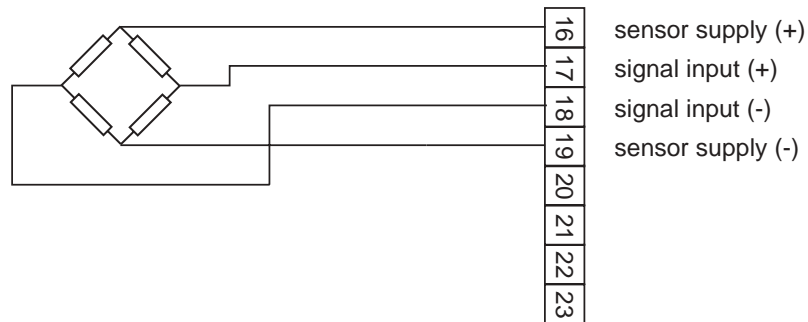 16 sensor supply (+)
17 signal input (+)
18 signal input (-)
19 sensor supply (-)
20
21
22
23